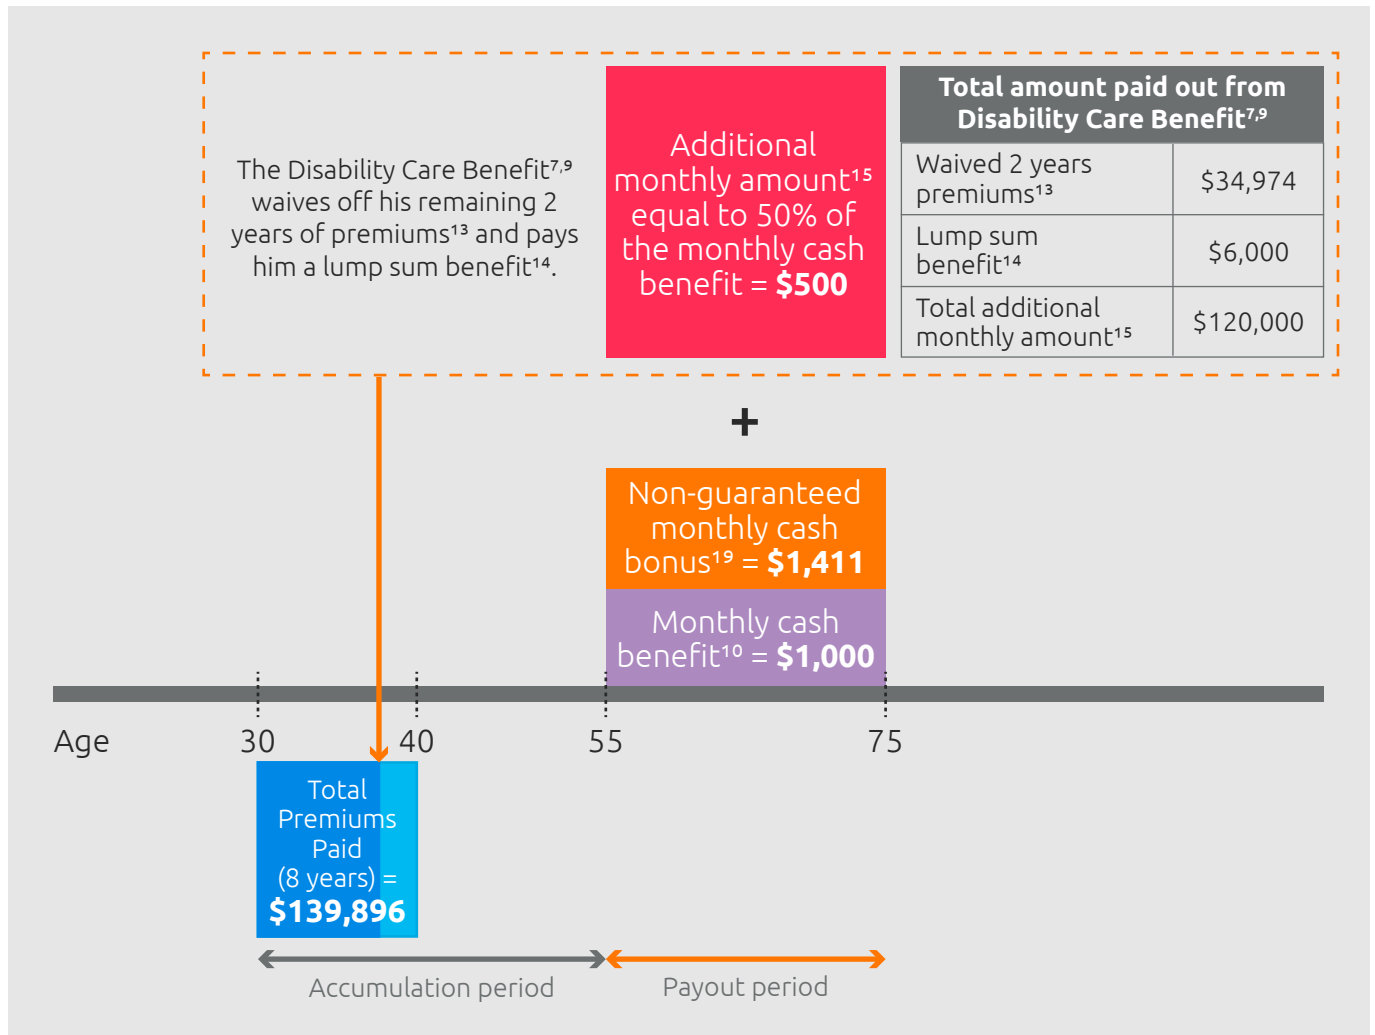 The Disability Care Benefit⁷,⁹
waives off his remaining 2
years of premiums¹³ and pays
him a lump sum benefit¹⁴.
Additional
monthly amount¹⁵
equal to 50% of
the monthly cash
benefit = $500
Total amount paid out from
Disability Care Benefit⁷,⁹
Waived 2 years
premiums¹³
$34,974
Lump sum
benefit¹⁴
$6,000
Total additional
monthly amount¹⁵
$120,000
+
Non-guaranteed
monthly cash
bonus¹⁹ = $1,411
Monthly cash
benefit¹⁰ = $1,000
Age 30 40 55 75
Total
Premiums
Paid
(8 years) =
$139,896
Accumulation period
Payout period